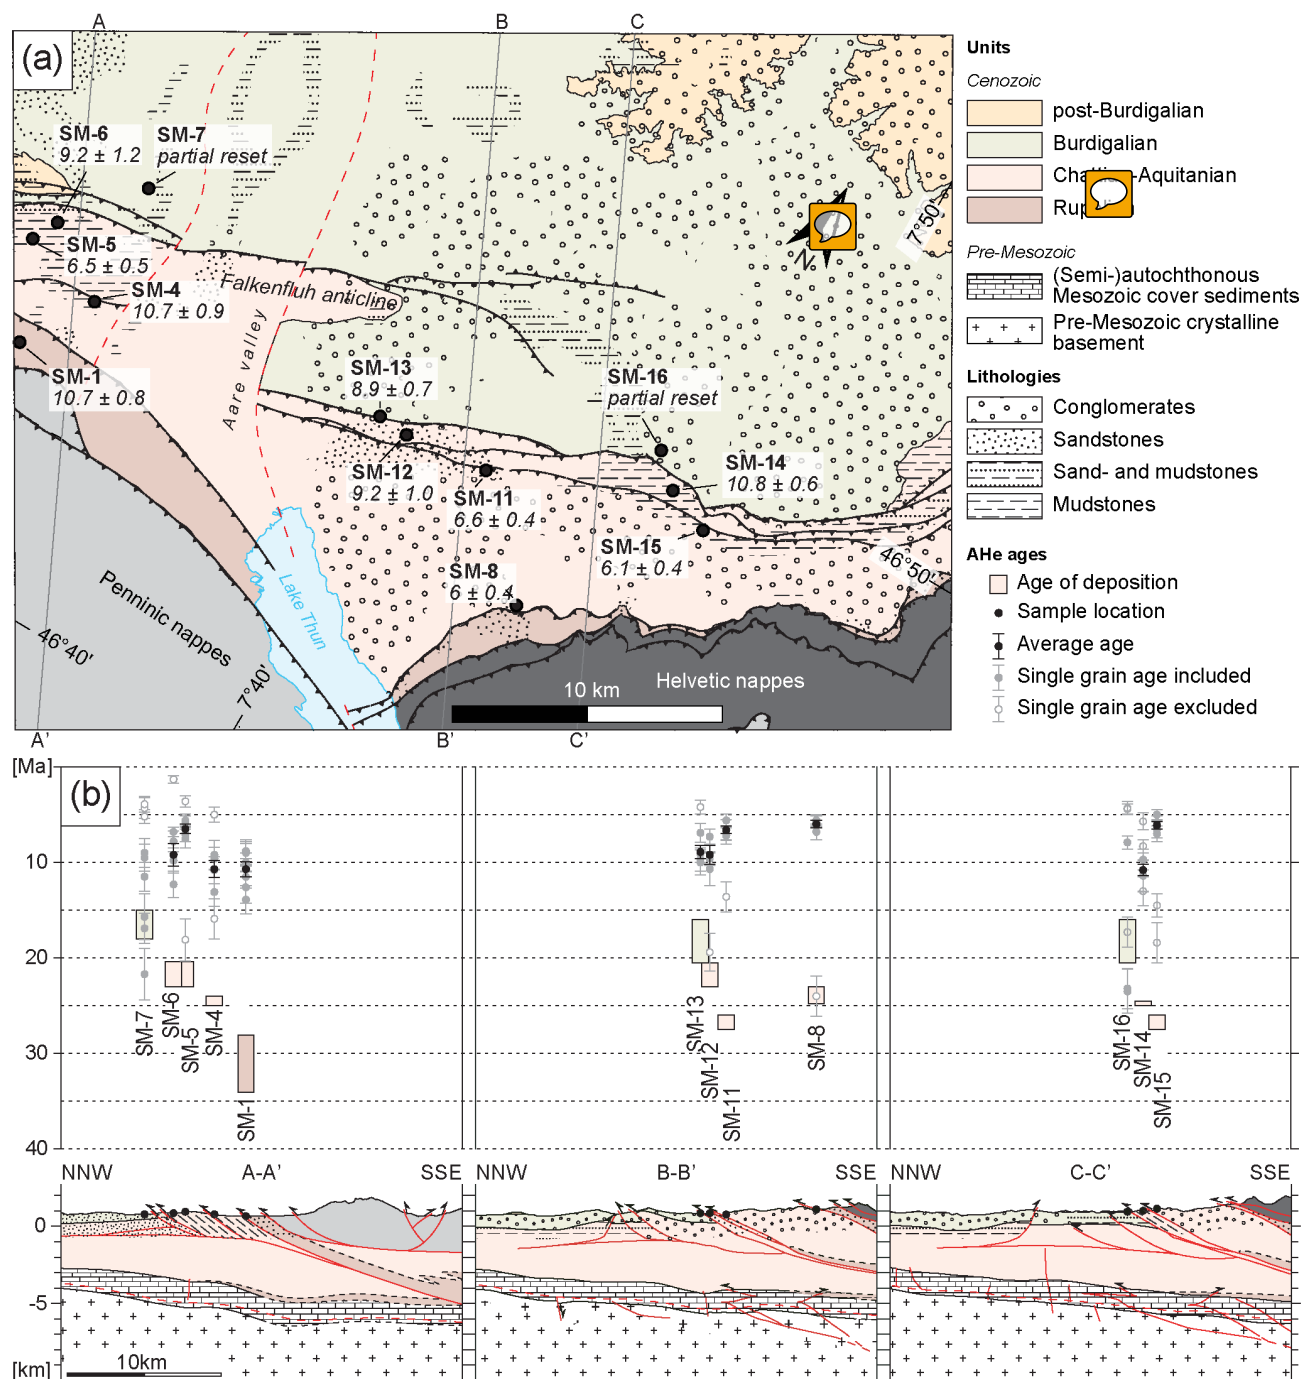 A
B
C
(a)
SM-6
9.2 ± 1.2
SM-7
partial reset
SM-5
6.5 ± 0.5
SM-4
10.7 ± 0.9
SM-1
10.7 ± 0.8
Falkenfluh anticline
Aare valley
SM-13
8.9 ± 0.7
SM-12
9.2 ± 1.0
SM-11
6.6 ± 0.4
SM-16
partial reset
SM-14
10.8 ± 0.6
SM-15
6.1 ± 0.4
SM-8
6 ± 0.4
N
7°50'
46°50'
46°40'
7°40'
Penninic nappes
Lake Thun
Helvetic nappes
10 km
A'
B'
C'
Units
Cenozoic
post-Burdigalian
Burdigalian
-Aquitanian
Pre-Mesozoic
(Semi-)autochthonous
Mesozoic cover sediments
Pre-Mesozoic crystalline
basement
Lithologies
Conglomerates
Sandstones
Sand- and mudstones
Mudstones
AHe ages
Age of deposition
Sample location
Average age
Single grain age included
Single grain age excluded
[Ma]
(b)
10
20
30
40
SM-7
SM-6
SM-5
SM-4
SM-1
SM-13
SM-12
SM-11
SM-8
SM-16
SM-14
SM-15
NNW A-A' SSE
NNW B-B' SSE
NNW C-C' SSE
0
-5
[km]
10km